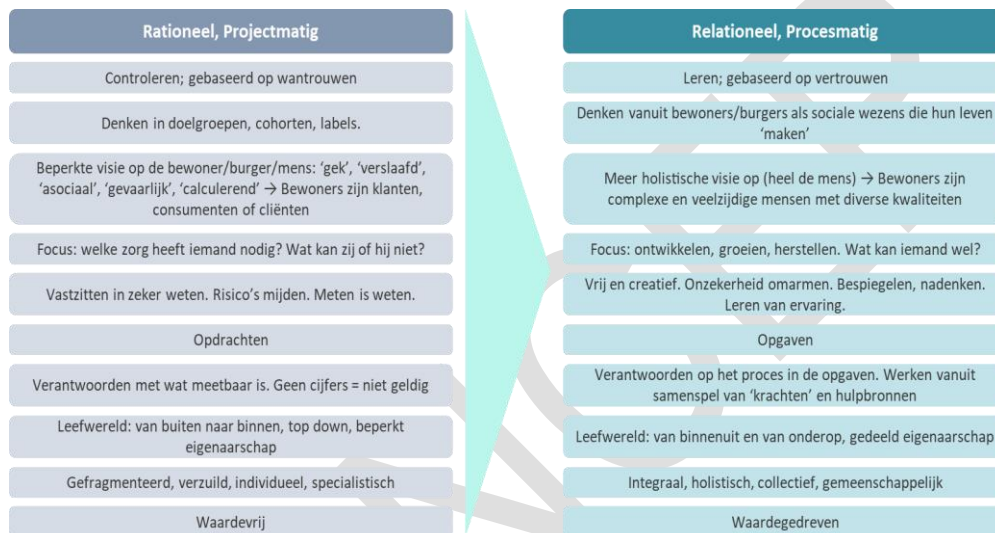 Rationeel, Projectmatig
Controleren; gebaseerd op wantrouwen
Denken in doelgroepen, cohorten, labels.
Beperkte visie op de bewoner/burger/mens: ‘gek’, ‘verslaafd’,
‘asociaal’, ‘gevaarlijk’, ‘calculerend’ → Bewoners zijn klanten,
consumenten of cliënten
Focus: welke zorg heeft iemand nodig? Wat kan zij of hij niet?
Vastzitten in zeker weten. Risico’s mijden. Meten is weten.
Opdrachten
Verantwoorden met wat meetbaar is. Geen cijfers = niet geldig
Leefwereld: van buiten naar binnen, top down, beperkt
eigenaarschap
Gefragmenteerd, verzuild, individueel, specialistisch
Waardevrij
Relationeel, Procesmatig
Leren; gebaseerd op vertrouwen
Denken vanuit bewoners/burgers als sociale wezens die hun leven
‘maken’
Meer holistische visie op (heel de mens) → Bewoners zijn
complexe en veelzijdige mensen met diverse kwaliteiten
Focus: ontwikkelen, groeien, herstellen. Wat kan iemand wel?
Vrij en creatief. Onzekerheid omarmen. Bespiegelen, nadenken.
Leren van ervaring.
Opgaven
Verantwoorden op het proces in de opgaven. Werken vanuit
samenspel van ‘krachten’ en hulpbronnen
Leefwereld: van binnenuit en van onderop, gedeeld eigenaarschap
Integraal, holistisch, collectief, gemeenschappelijk
Waardegedreven